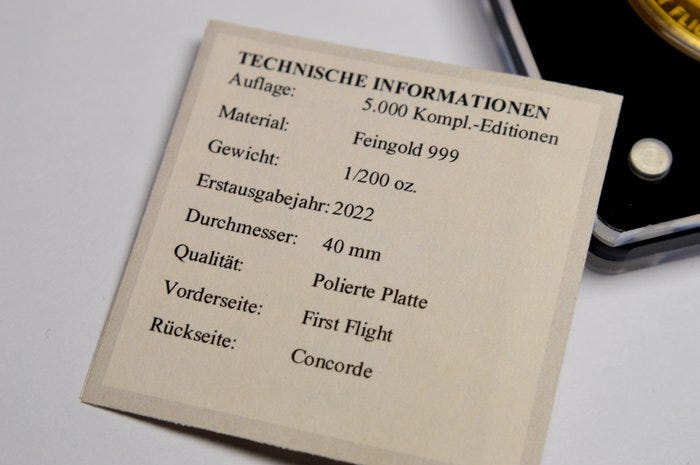 TECHNISCHE INFORMATIONEN
Auflage: 5.000 Kompl.-Editionen
Material: Feingold 999
Gewicht: 1/200 oz.
Erstausgabejahr: 2022
Durchmesser: 40 mm
Qualität: Polierte Platte
Vorderseite: First Flight
Rückseite: Concorde